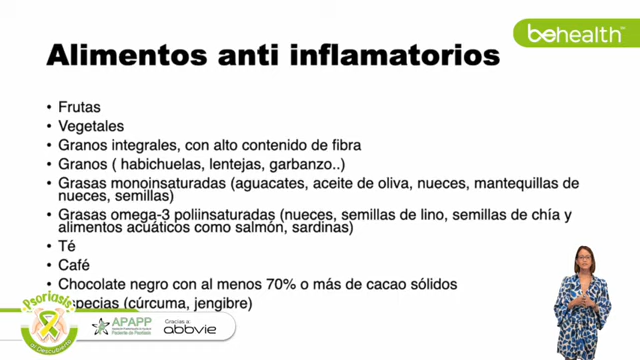 behealth
Alimentos anti inflamatorios
• Frutas
• Vegetales
• Granos integrales, con alto contenido de fibra
• Granos ( habichuelas, lentejas, garbanzo..)
• Grasas monoinsaturadas (aguacates, aceite de oliva, nueces, mantequillas de
nueces, semillas)
• Grasas omega-3 poliinsaturadas (nueces, semillas de lino, semillas de chía y
alimentos acuáticos como salmón, sardinas)
• Té
• Café
• Chocolate negro con al menos 70% o más de cacao sólidos
especias (cúrcuma, jengibre)
Psoriasis
al Descubierto
APAPP
Gracias a:
abbvie